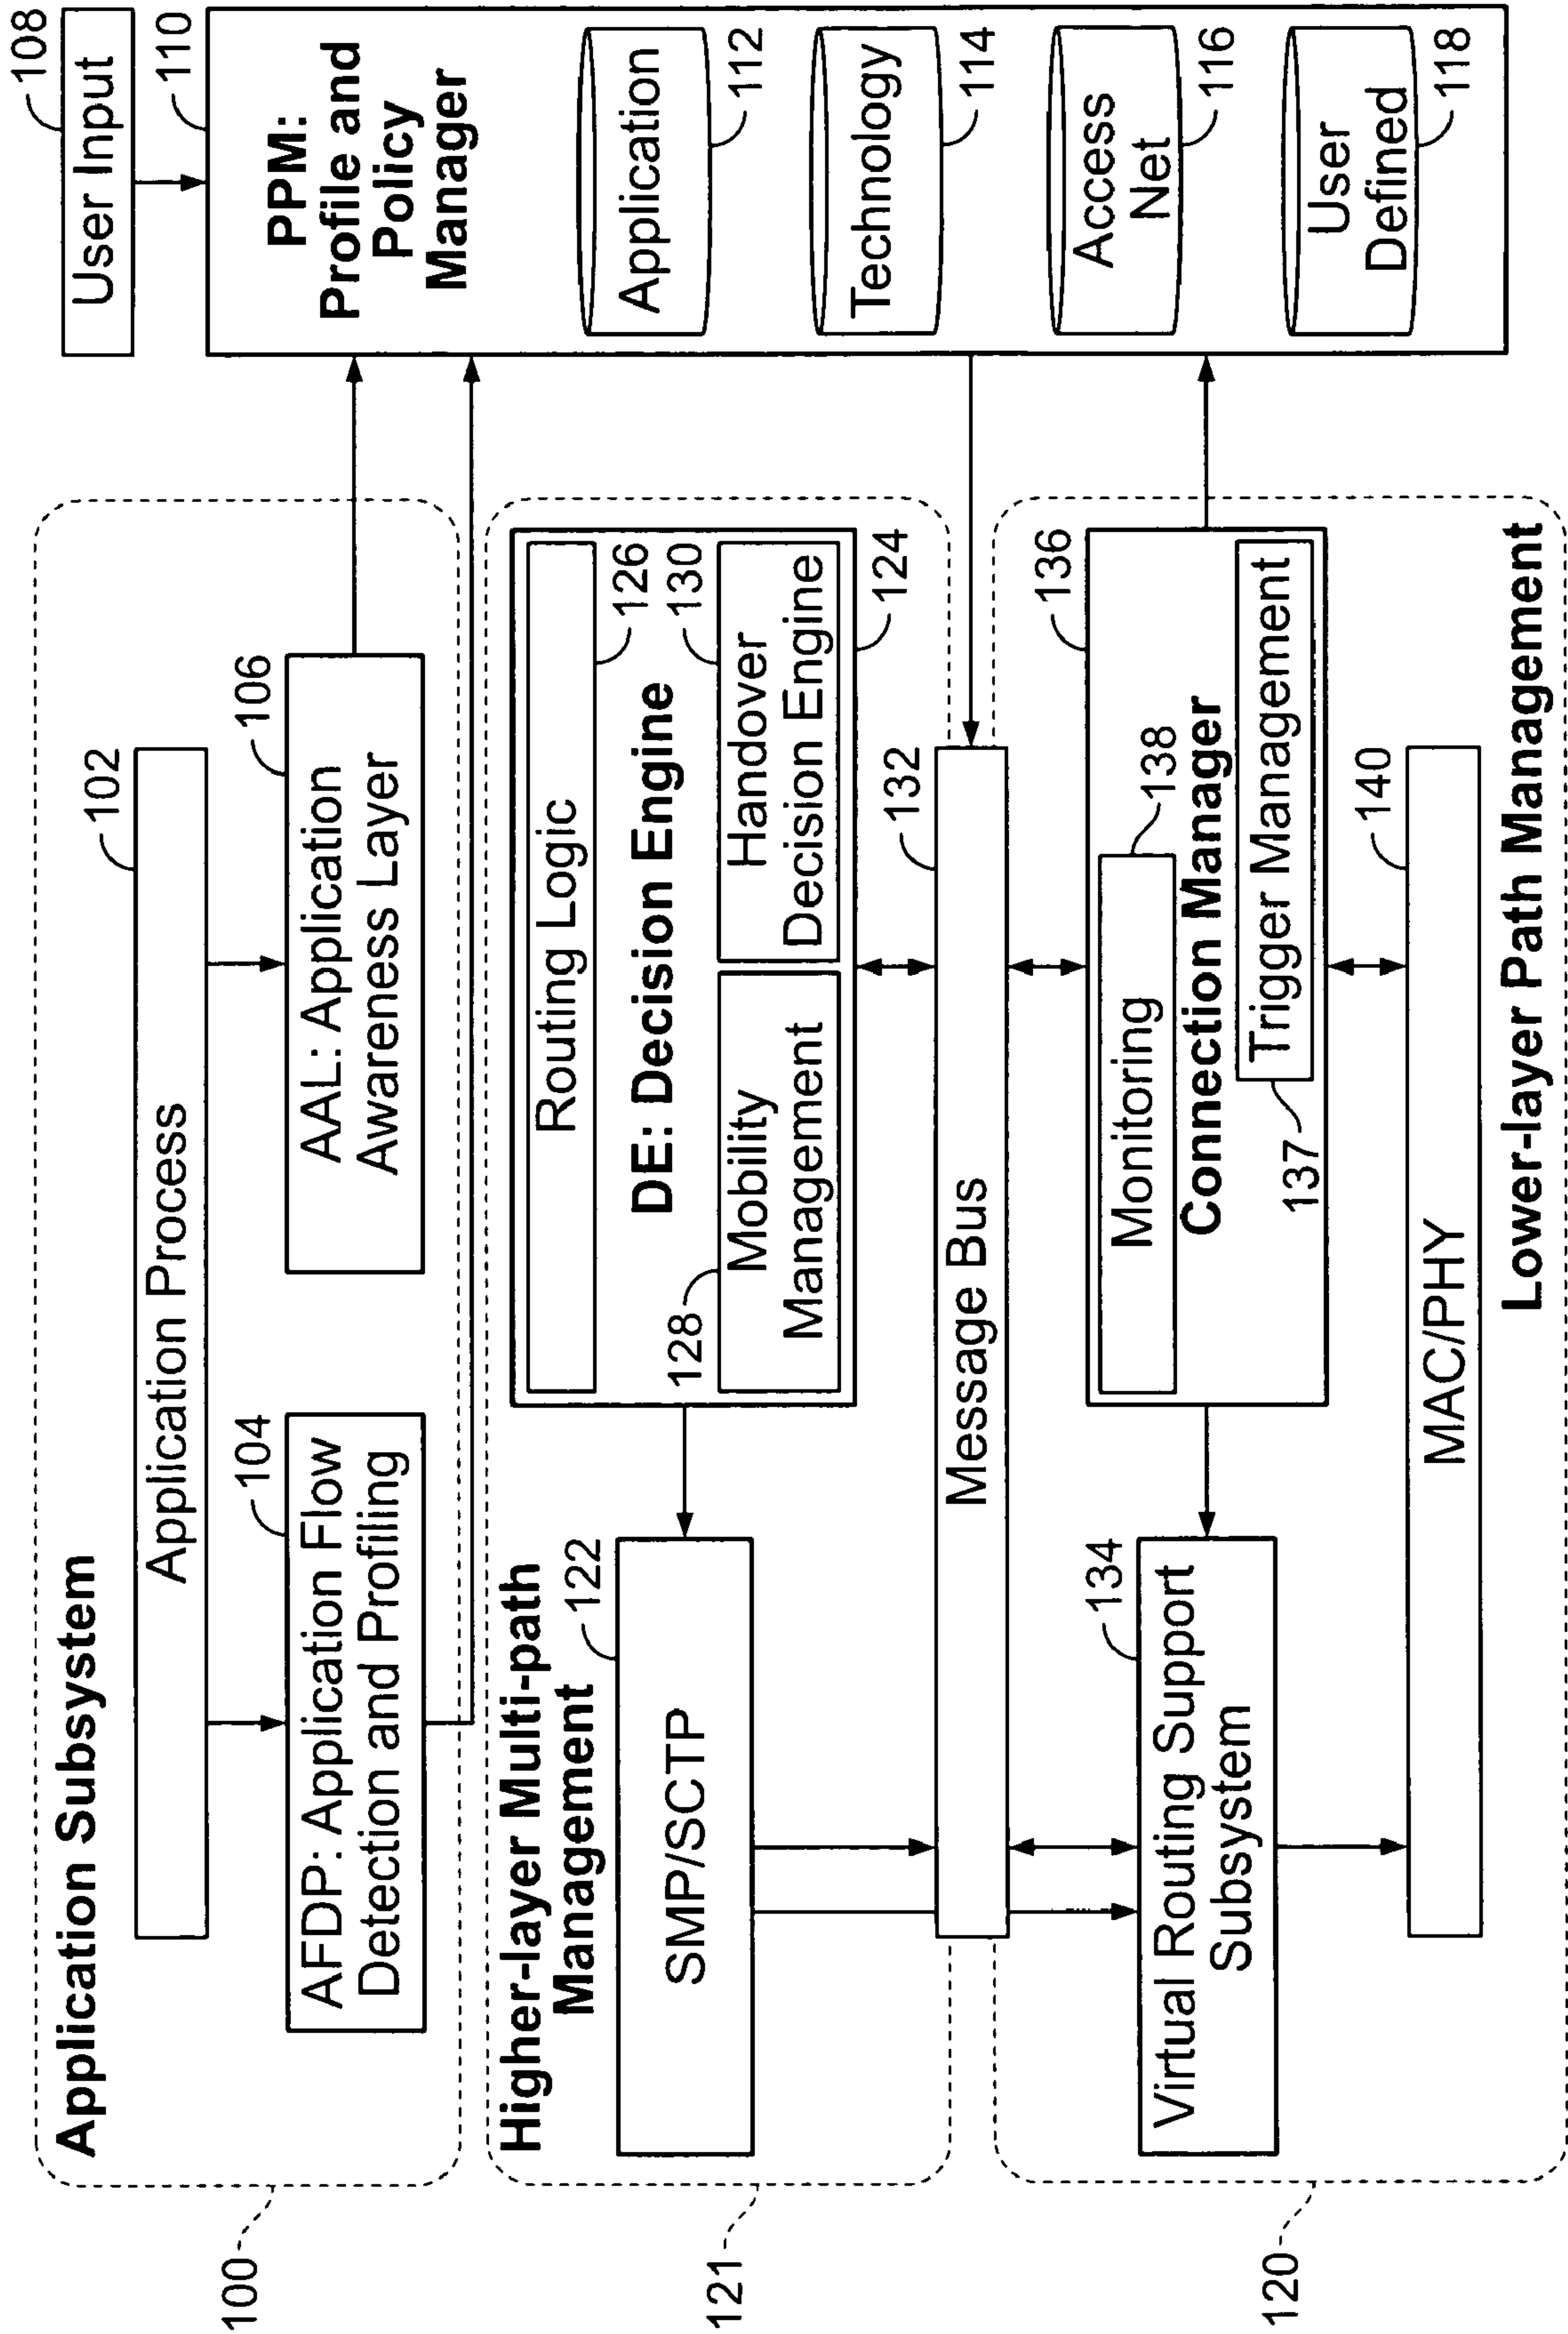 Application Subsystem
100
Application Process
102
AFDP: Application Flow
Detection and Profiling
104
AAL: Application
Awareness Layer
106
User Input
108
PPM:
Profile and
Policy
Manager
110
Application
112
Technology
114
Access
Net
116
User
Defined
118
Higher-layer Multi-path
Management
121
SMP/SCTP
122
Routing Logic
126
DE: Decision Engine
Mobility
Management
128
Handover
Decision Engine
130
124
Message Bus
132
Virtual Routing Support
Subsystem
134
136
Monitoring
138
Connection Manager
Trigger Management
137
MAC/PHY
140
Lower-layer Path Management
120